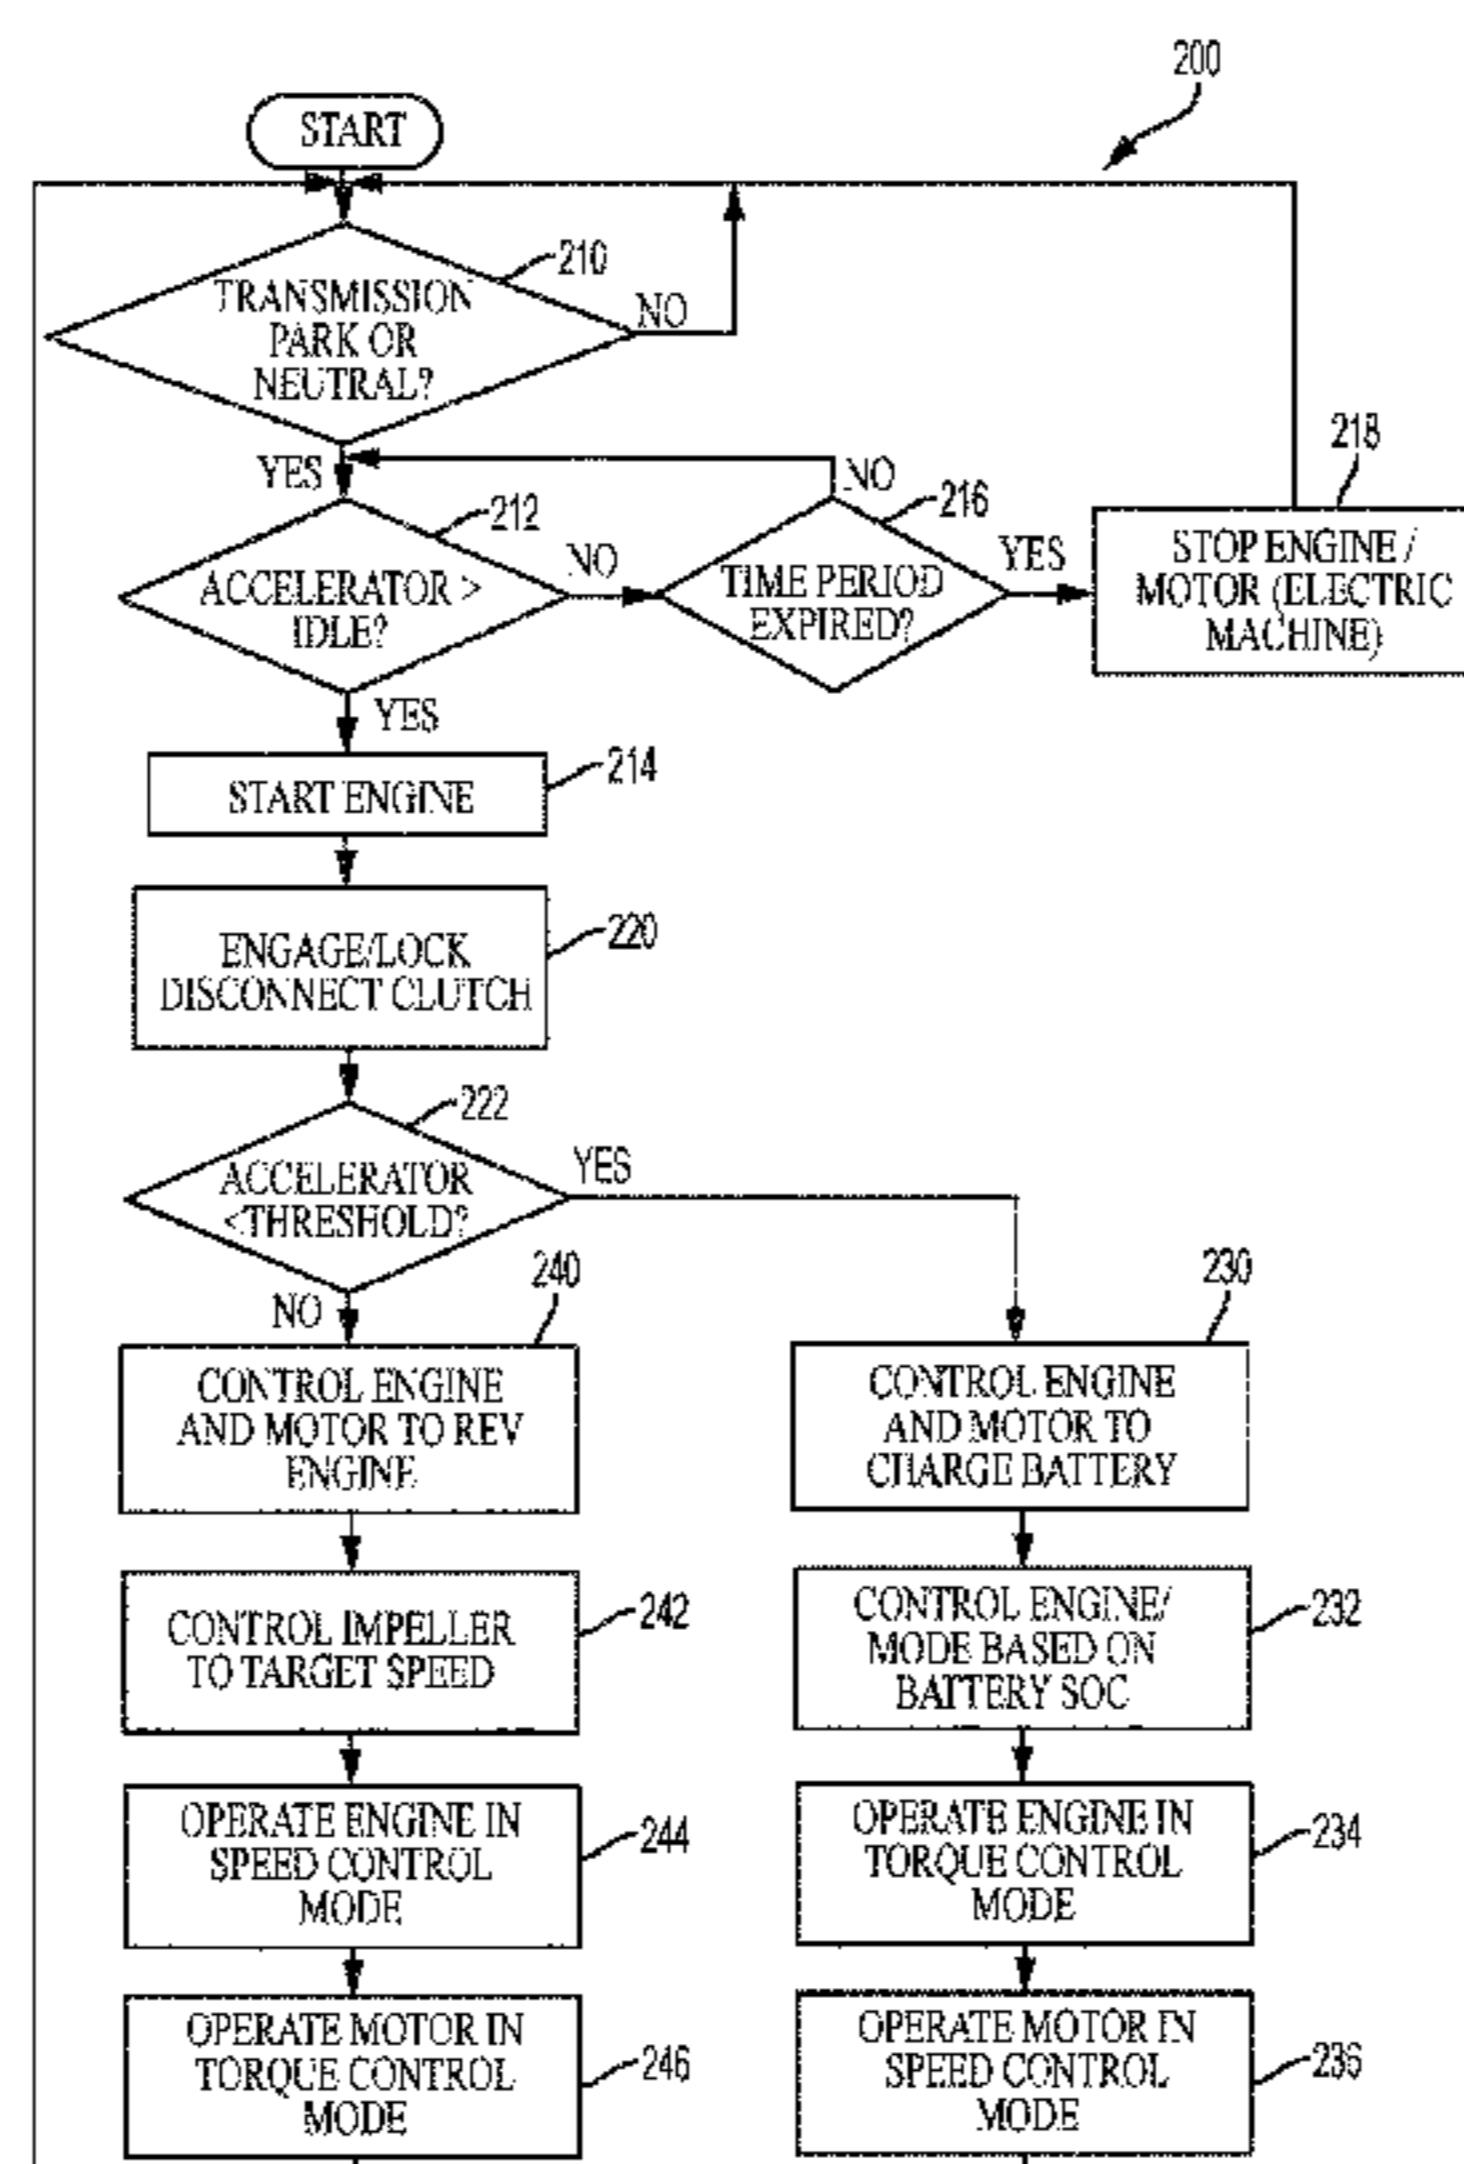 200
START
210
TRANSMISSION
PARK OR
NEUTRAL?
NO
YES
212
ACCELERATOR >
IDLE?
NO
216
TIME PERIOD
EXPIRED?
NO
YES
218
STOP ENGINE /
MOTOR (ELECTRIC
MACHINE)
YES
START ENGINE
214
ENGAGE/LOCK
DISCONNECT CLUTCH
220
222
ACCELERATOR
<THRESHOLD?
YES
NO
240
CONTROL ENGINE
AND MOTOR TO REV
ENGINE
CONTROL IMPELLER
TO TARGET SPEED
242
OPERATE ENGINE IN
SPEED CONTROL
MODE
244
OPERATE MOTOR IN
TORQUE CONTROL
MODE
246
230
CONTROL ENGINE
AND MOTOR TO
CHARGE BATTERY
CONTROL ENGINE/
MODE BASED ON
BATTERY SOC
232
OPERATE ENGINE IN
TORQUE CONTROL
MODE
234
OPERATE MOTOR IN
SPEED CONTROL
MODE
236